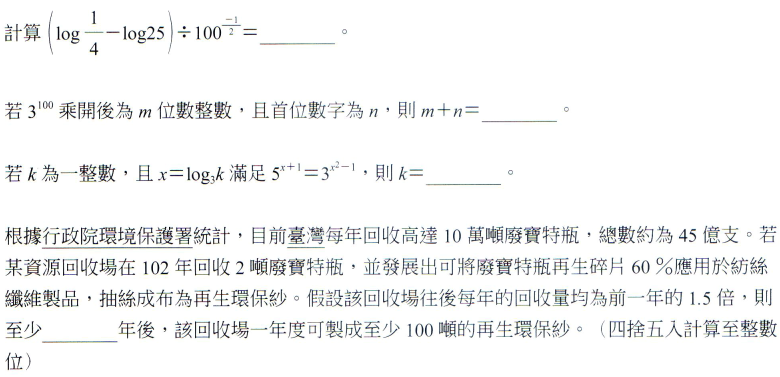 計算 (log 1/4 − log25) ÷ 100^(−1/2) = ________ 。
若 3^100 乘開後為 m 位數整數，且首位數字為 n，則 m＋n＝________ 。
若 k 為一整數，且 x＝log₃k 滿足 5^(x＋1)＝3^(x²−1)，則 k＝________ 。
根據行政院環境保護署統計，目前臺灣每年回收高達 10 萬噸廢寶特瓶，總數約為 45 億支。若
某資源回收場在 102 年回收 2 噸廢寶特瓶，並發展出可將廢寶特瓶再生碎片 60％應用於紡絲
纖維製品，抽絲成布為再生環保紗。假設該回收場往後每年的回收量均為前一年的 1.5 倍，則
至少________年後，該回收場一年度可製成至少 100 噸的再生環保紗。（四捨五入計算至整數
位）